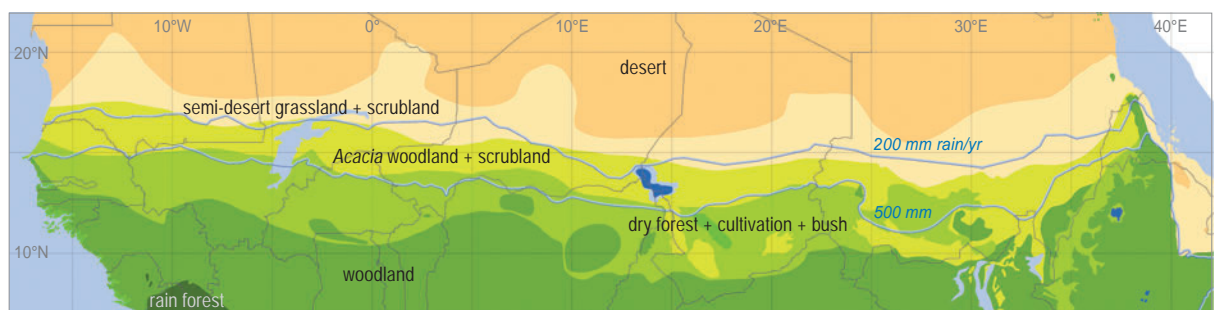 10°W 0° 10°E 20°E 30°E 40°E
20°N
desert
semi-desert grassland + scrubland
200 mm rain/yr
Acacia woodland + scrubland
500 mm
dry forest + cultivation + bush
10°N
woodland
rain forest